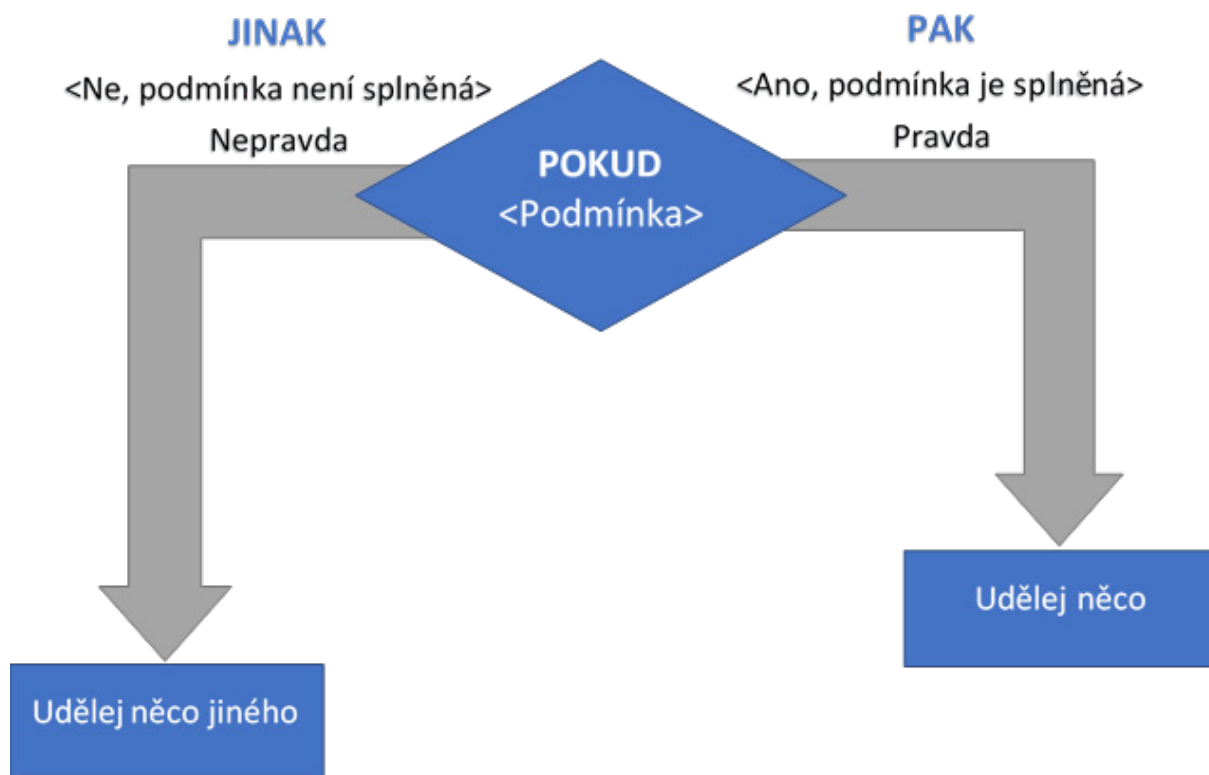 JINAK
<Ne, podmínka není splněná>
Nepravda
PAK
<Ano, podmínka je splněná>
Pravda
POKUD
<Podmínka>
Udělej něco
Udělej něco jiného